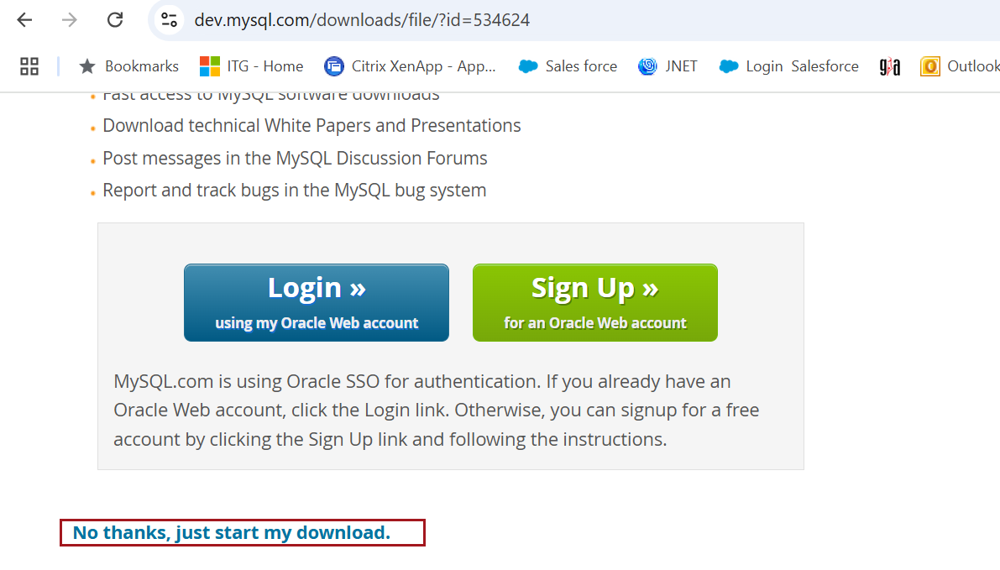 dev.mysql.com/downloads/file/?id=534624
Bookmarks ITG - Home Citrix XenApp - App... Sales force JNET Login Salesforce g1a Outlook
Fast access to MySQL software downloads
Download technical White Papers and Presentations
Post messages in the MySQL Discussion Forums
Report and track bugs in the MySQL bug system
Login »
using my Oracle Web account
Sign Up »
for an Oracle Web account
MySQL.com is using Oracle SSO for authentication. If you already have an
Oracle Web account, click the Login link. Otherwise, you can signup for a free
account by clicking the Sign Up link and following the instructions.
No thanks, just start my download.